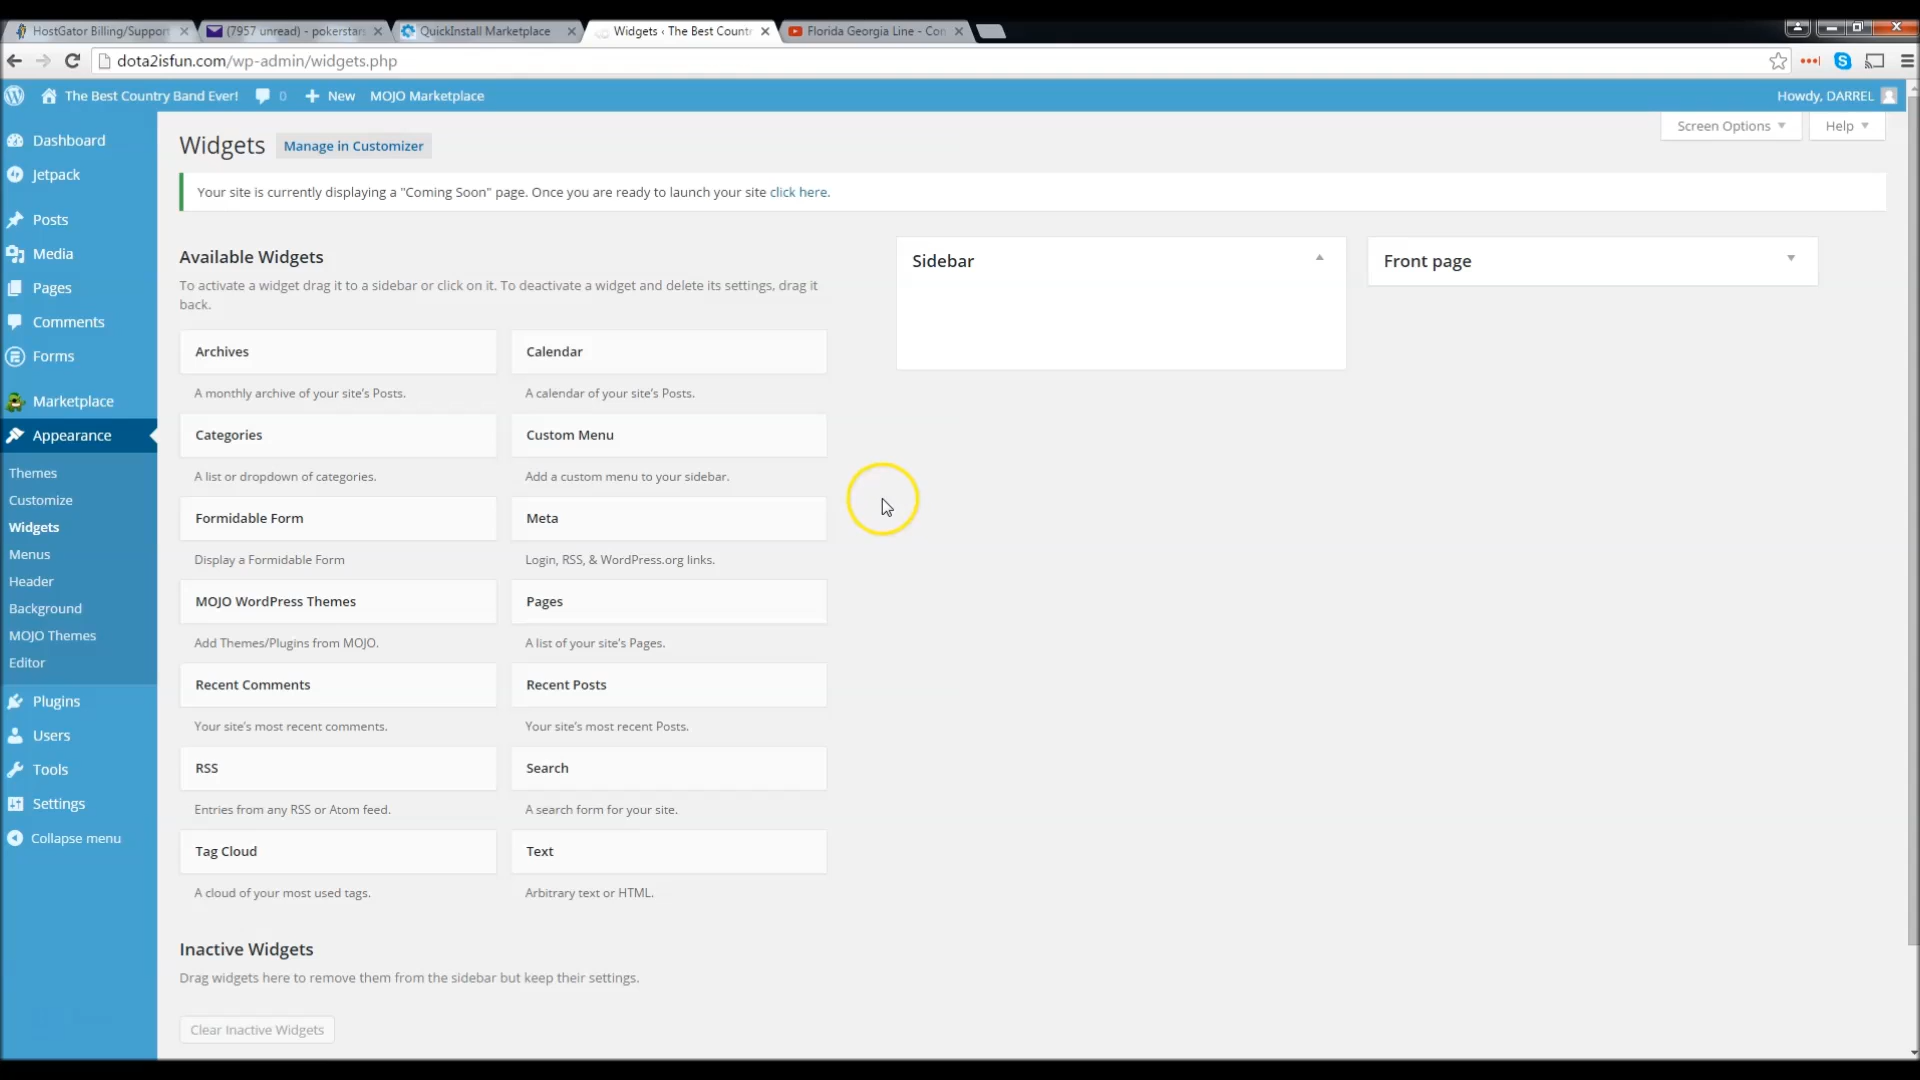 HostGator Billing/Support
(7957 unread) - pokerstar
QuickInstall Marketplace
Widgets ‹ The Best Countr
Florida Georgia Line - Con
dota2isfun.com/wp-admin/widgets.php
The Best Country Band Ever!
0
New
MOJO Marketplace
Howdy, DARREL
Dashboard
Jetpack
Posts
Media
Pages
Comments
Forms
Marketplace
Appearance
Themes
Customize
Widgets
Menus
Header
Background
MOJO Themes
Editor
Plugins
Users
Tools
Settings
Collapse menu
Widgets
Manage in Customizer
Screen Options
Help
Your site is currently displaying a "Coming Soon" page. Once you are ready to launch your site click here.
Available Widgets
To activate a widget drag it to a sidebar or click on it. To deactivate a widget and delete its settings, drag it
back.
Archives
Calendar
A monthly archive of your site's Posts.
A calendar of your site's Posts.
Categories
Custom Menu
A list or dropdown of categories.
Add a custom menu to your sidebar.
Formidable Form
Meta
Display a Formidable Form
Login, RSS, & WordPress.org links.
MOJO WordPress Themes
Pages
Add Themes/Plugins from MOJO.
A list of your site's Pages.
Recent Comments
Recent Posts
Your site's most recent comments.
Your site's most recent Posts.
RSS
Search
Entries from any RSS or Atom feed.
A search form for your site.
Tag Cloud
Text
A cloud of your most used tags.
Arbitrary text or HTML.
Inactive Widgets
Drag widgets here to remove them from the sidebar but keep their settings.
Clear Inactive Widgets
Sidebar
Front page